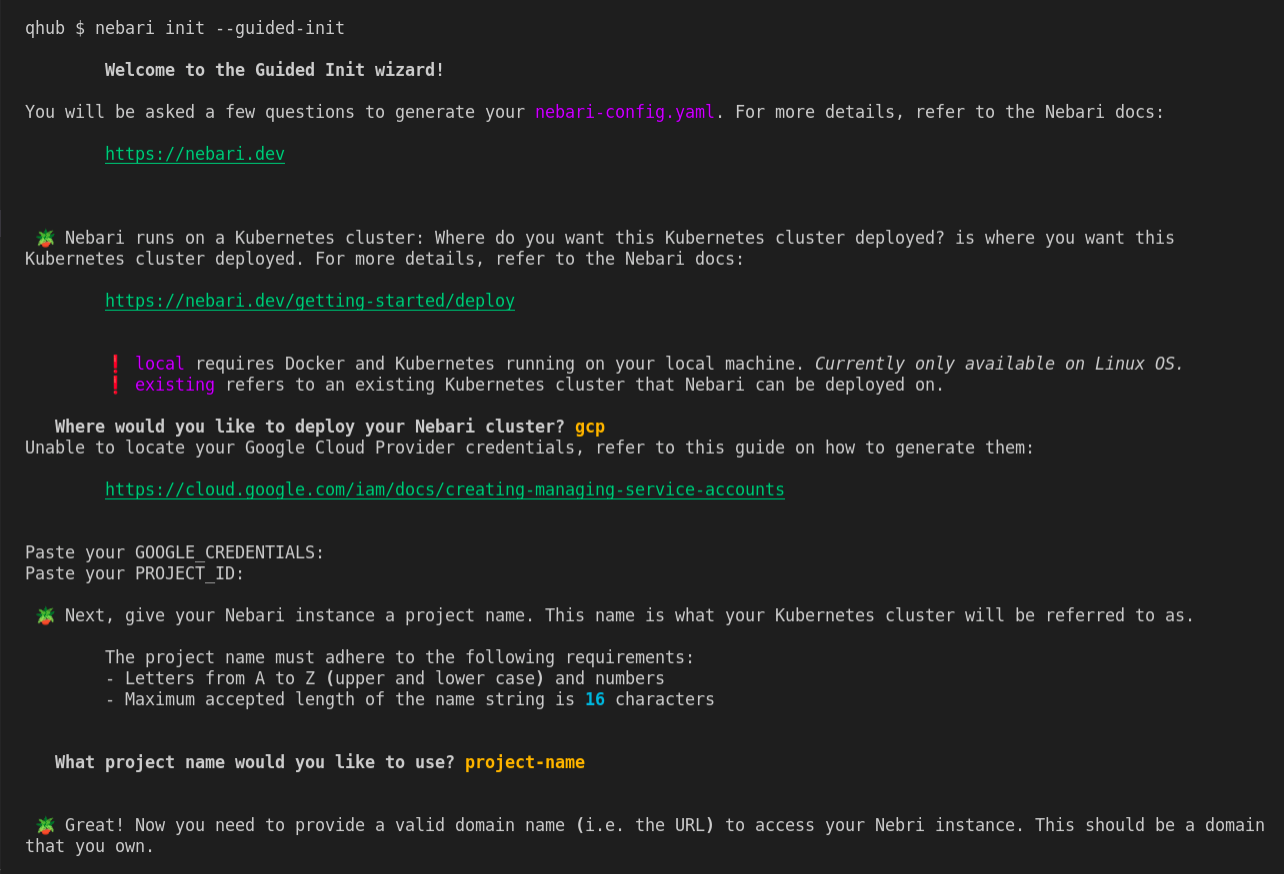 qhub $ nebari init --guided-init
Welcome to the Guided Init wizard!
You will be asked a few questions to generate your nebari-config.yaml. For more details, refer to the Nebari docs:
https://nebari.dev
🪴 Nebari runs on a Kubernetes cluster: Where do you want this Kubernetes cluster deployed? is where you want this
Kubernetes cluster deployed. For more details, refer to the Nebari docs:
https://nebari.dev/getting-started/deploy
❗ local requires Docker and Kubernetes running on your local machine. Currently only available on Linux OS.
❗ existing refers to an existing Kubernetes cluster that Nebari can be deployed on.
Where would you like to deploy your Nebari cluster? gcp
Unable to locate your Google Cloud Provider credentials, refer to this guide on how to generate them:
https://cloud.google.com/iam/docs/creating-managing-service-accounts
Paste your GOOGLE_CREDENTIALS:
Paste your PROJECT_ID:
🪴 Next, give your Nebari instance a project name. This name is what your Kubernetes cluster will be referred to as.
The project name must adhere to the following requirements:
- Letters from A to Z (upper and lower case) and numbers
- Maximum accepted length of the name string is 16 characters
What project name would you like to use? project-name
🪴 Great! Now you need to provide a valid domain name (i.e. the URL) to access your Nebri instance. This should be a domain
that you own.